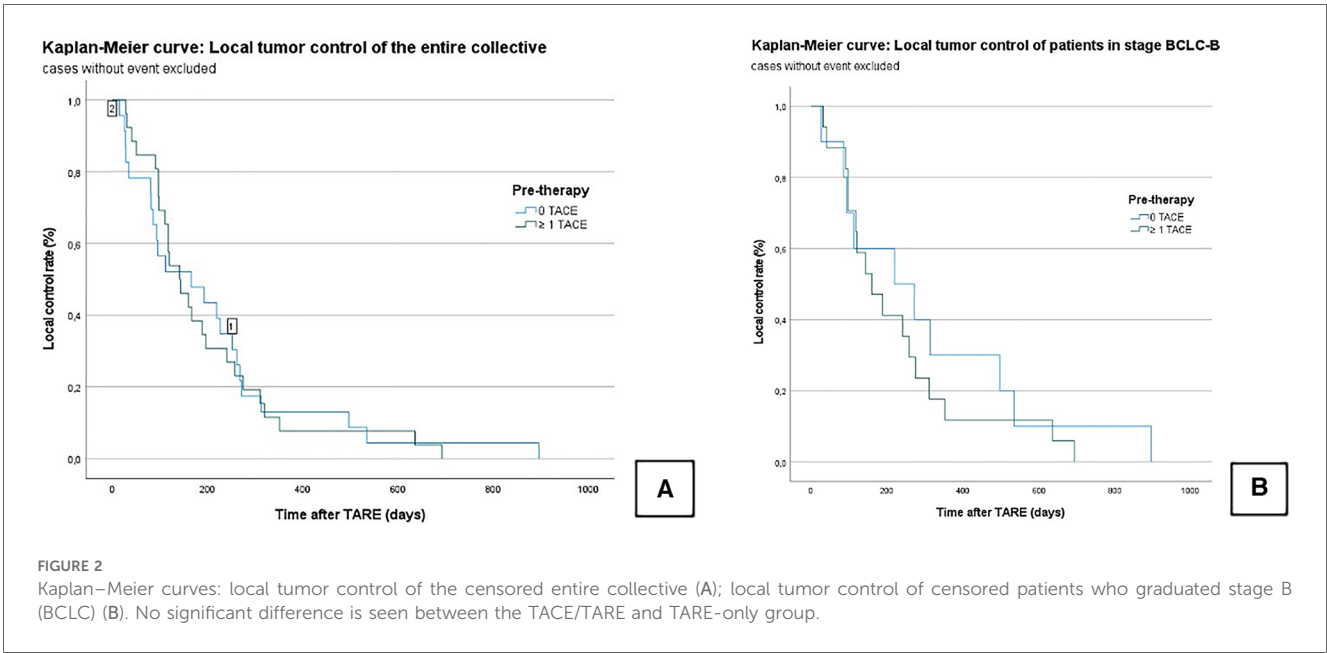 Kaplan-Meier curve: Local tumor control of the entire collective
cases without event excluded
1,0
0,8
0,6
0,4
0,2
0,0
Local control rate (%)
2
1
Pre-therapy
0 TACE
≥ 1 TACE
0 200 400 600 800 1000
Time after TARE (days)
A
Kaplan-Meier curve: Local tumor control of patients in stage BCLC-B
cases without event excluded
1,0
0,8
0,6
0,4
0,2
0,0
Local control rate (%)
Pre-therapy
0 TACE
≥ 1 TACE
0 200 400 600 800 1000
Time after TARE (days)
B
FIGURE 2
Kaplan–Meier curves: local tumor control of the censored entire collective (A); local tumor control of censored patients who graduated stage B
(BCLC) (B). No significant difference is seen between the TACE/TARE and TARE-only group.